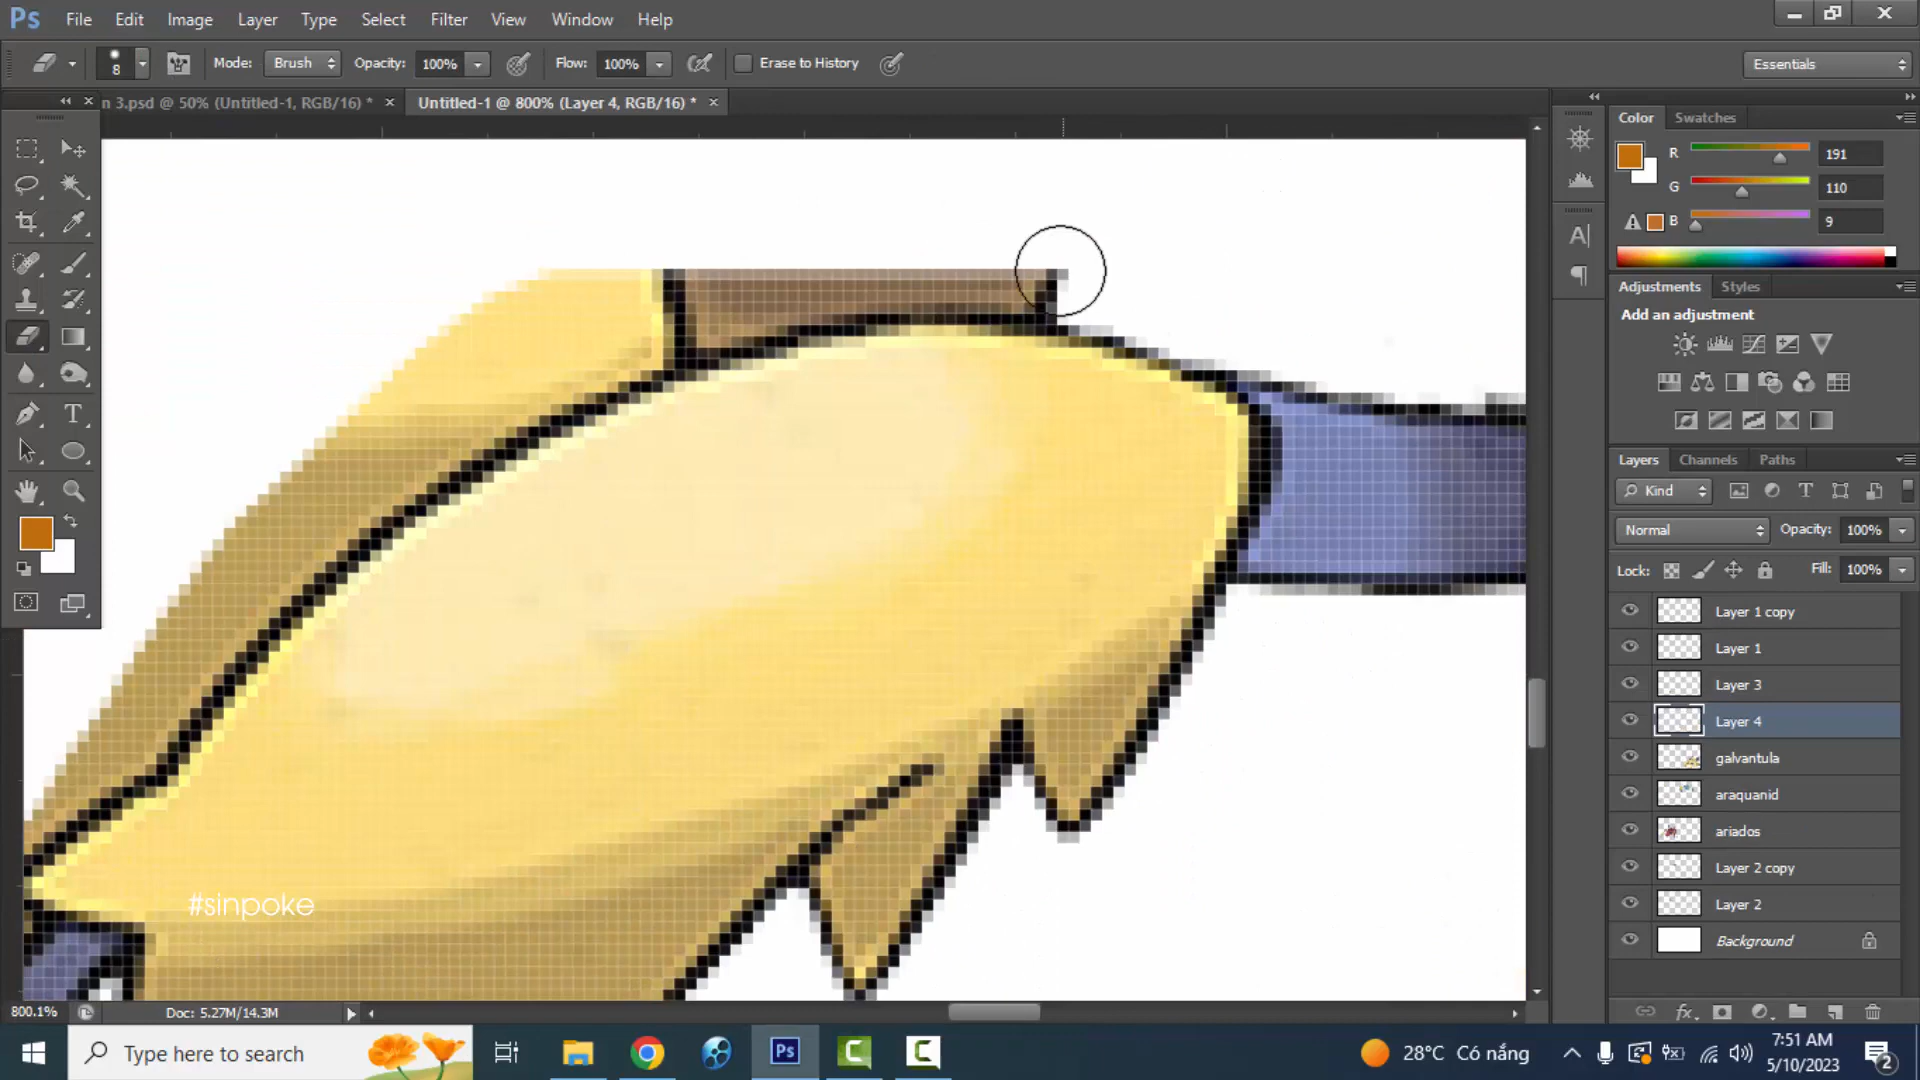 Ps File Edit Image Layer Type Select Filter View Window Help
8 Mode: Brush Opacity: 100% Flow: 100% Erase to History Essentials
n 3.psd @ 50% (Untitled-1, RGB/16) * × Untitled-1 @ 800% (Layer 4, RGB/16) * ×
Color Swatches
R 191
G 110
B 9
Adjustments Styles
Add an adjustment
Layers Channels Paths
Kind
Normal Opacity: 100%
Lock: Fill: 100%
Layer 1 copy
Layer 1
Layer 3
Layer 4
galvantula
araquanid
ariados
Layer 2 copy
Layer 2
Background
#sinpoke
800.1% Doc: 5.27M/14.3M
Type here to search
28°C Có nắng
7:51 AM
5/10/2023
2